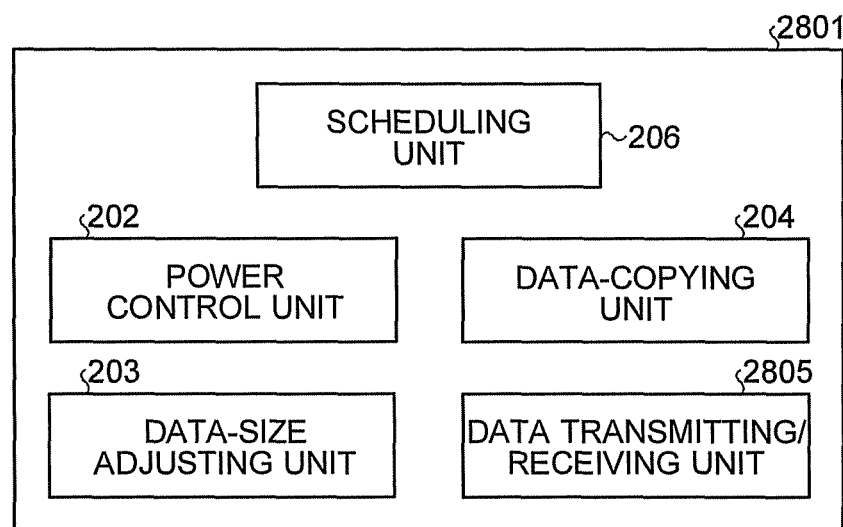 2801
SCHEDULING
UNIT
206
202
204
POWER
CONTROL UNIT
DATA-COPYING
UNIT
203
2805
DATA-SIZE
ADJUSTING UNIT
DATA TRANSMITTING/
RECEIVING UNIT